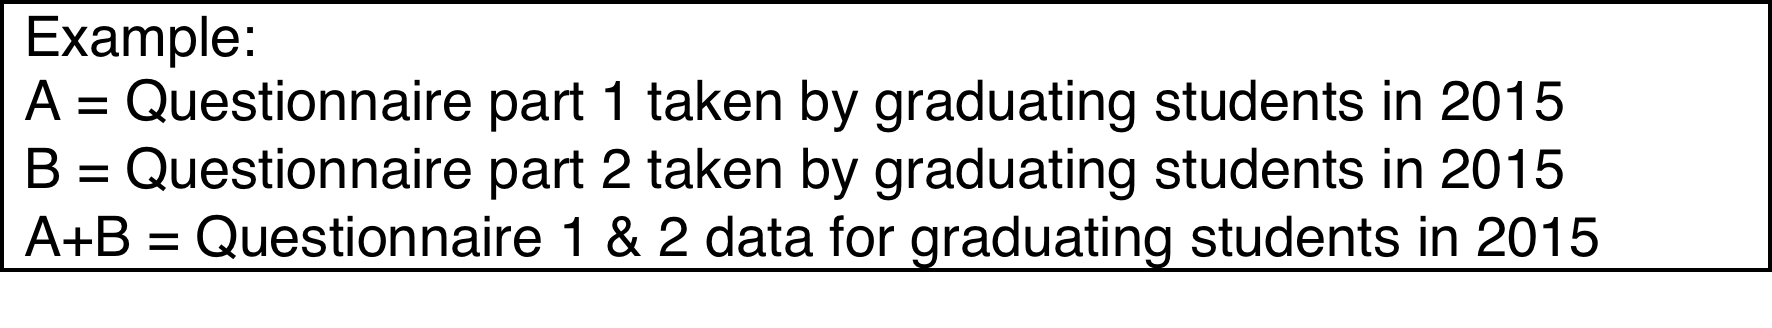 Example:
A = Questionnaire part 1 taken by graduating students in 2015
B = Questionnaire part 2 taken by graduating students in 2015
A+B = Questionnaire 1 & 2 data for graduating students in 2015